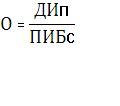 О = ДИп
ПИБс